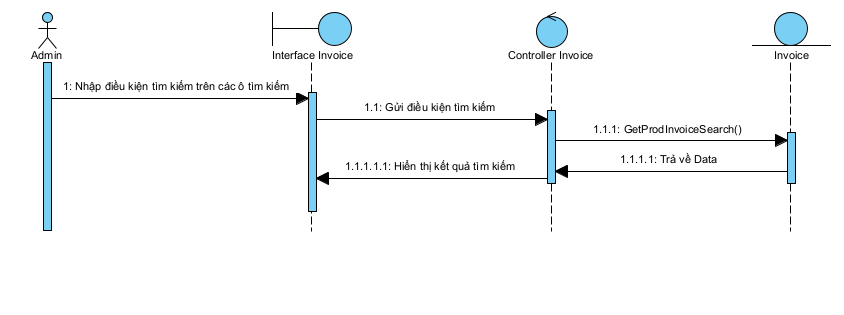 Admin
Interface Invoice
Controller Invoice
Invoice
1: Nhập điều kiện tìm kiếm trên các ô tìm kiếm
1.1: Gửi điều kiện tìm kiếm
1.1.1: GetProdInvoiceSearch()
1.1.1.1: Trả về Data
1.1.1.1.1: Hiển thị kết quả tìm kiếm